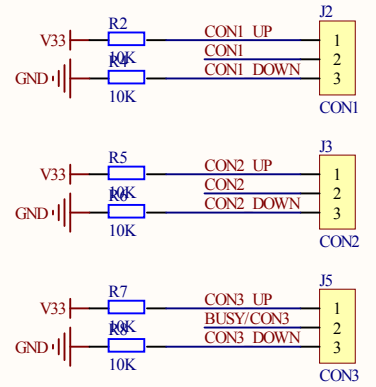 J2
R2
V33
10K
CON1 UP
1
CON1
2
R4
GND
CON1 DOWN
3
10K
CON1
J3
R5
V33
10K
CON2 UP
1
CON2
2
R6
GND
CON2 DOWN
3
10K
CON2
J5
R7
V33
10K
CON3 UP
1
BUSY/CON3
2
R8
GND
CON3 DOWN
3
10K
CON3